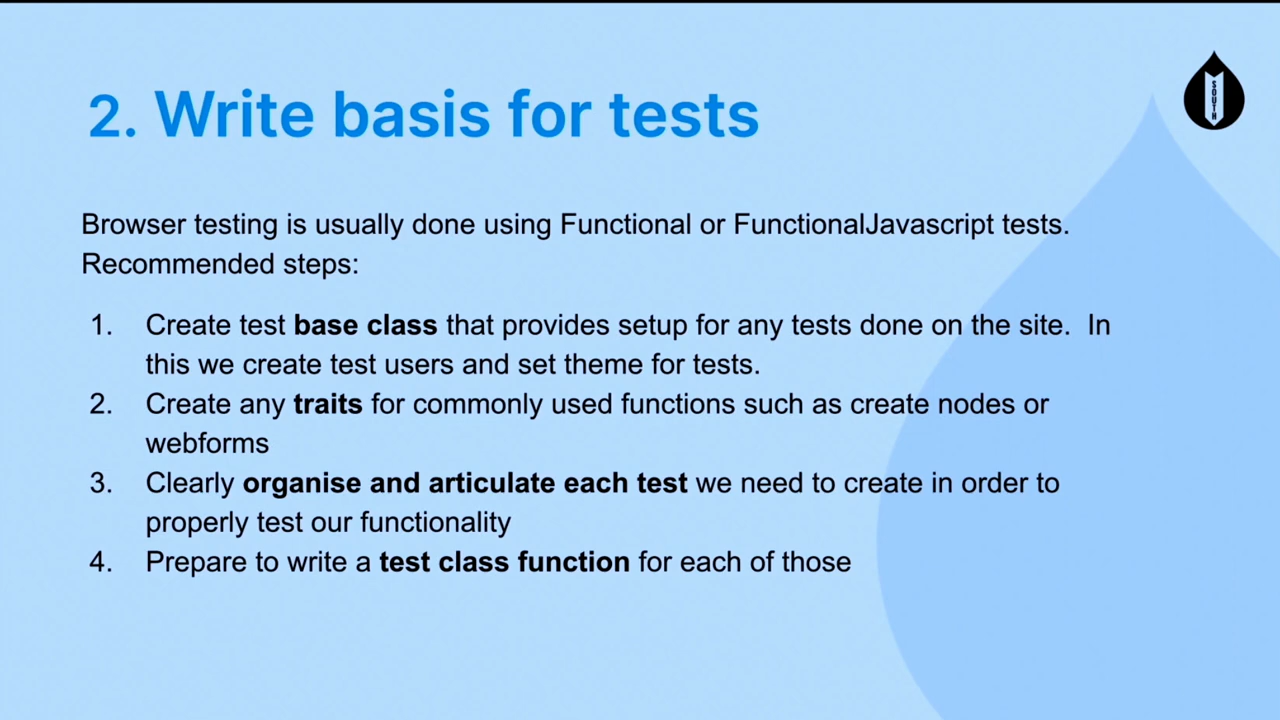 2. Write basis for tests
SOUTH
Browser testing is usually done using Functional or FunctionalJavascript tests.
Recommended steps:
1. Create test base class that provides setup for any tests done on the site.  In
this we create test users and set theme for tests.
2. Create any traits for commonly used functions such as create nodes or
webforms
3. Clearly organise and articulate each test we need to create in order to
properly test our functionality
4. Prepare to write a test class function for each of those